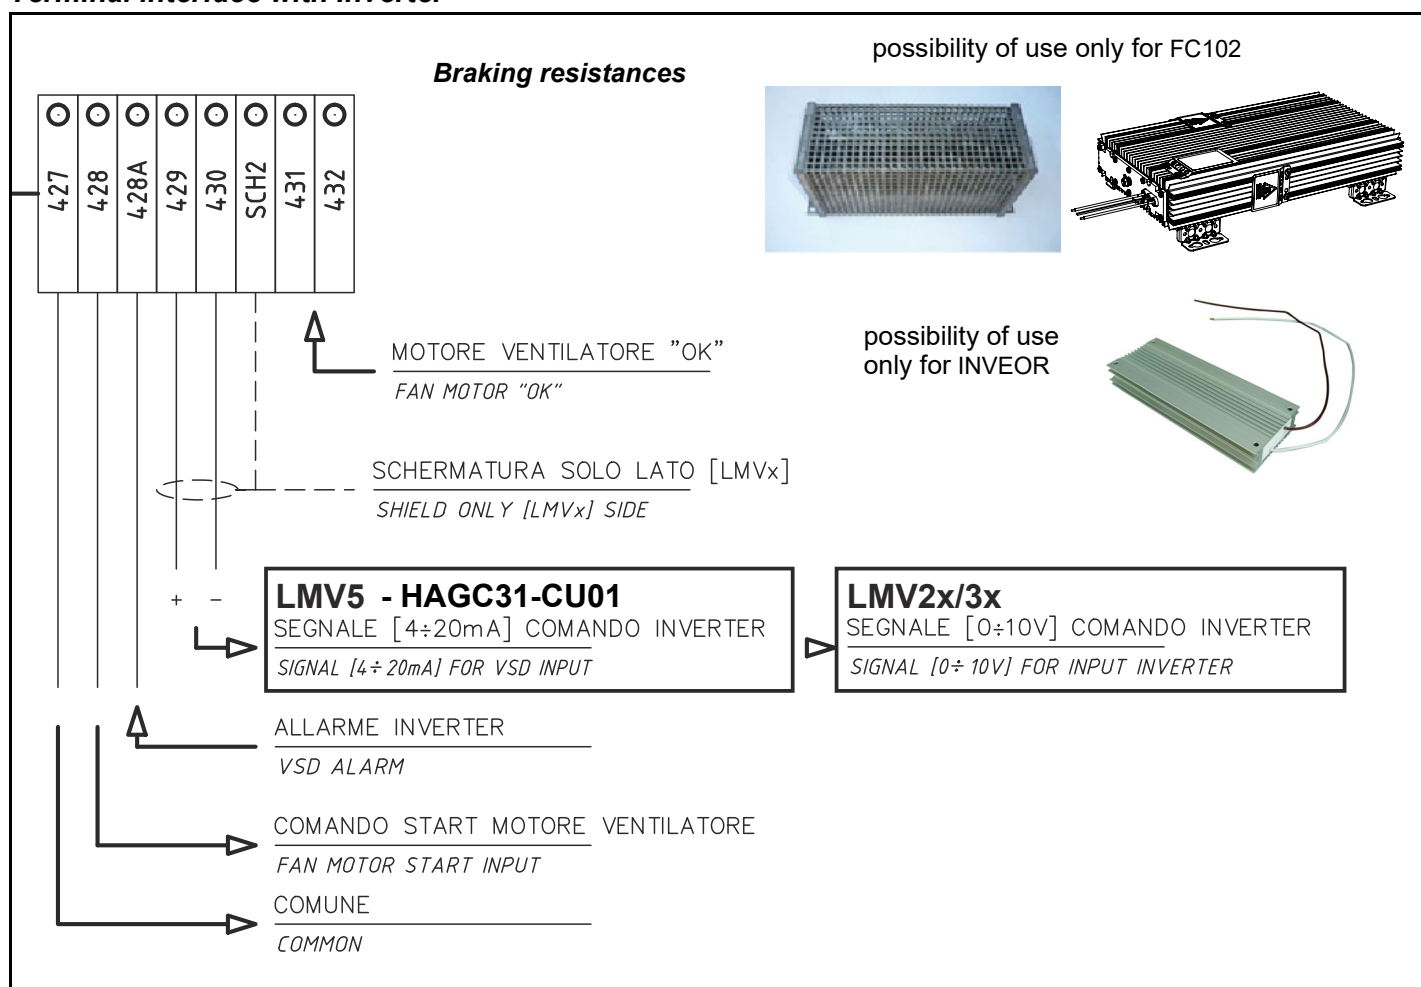 Terminal interface with inverter
possibility of use only for FC102
Braking resistances
427
428
428A
429
430
SCH2
431
432
possibility of use
only for INVEOR
MOTORE VENTILATORE "OK"
FAN MOTOR "OK"
SCHERMATURA SOLO LATO [LMVx]
SHIELD ONLY [LMVx] SIDE
+ −
LMV5 - HAGC31-CU01
SEGNALE [4÷20mA] COMANDO INVERTER
SIGNAL [4÷20mA] FOR VSD INPUT
LMV2x/3x
SEGNALE [0÷10V] COMANDO INVERTER
SIGNAL [0÷10V] FOR INPUT INVERTER
ALLARME INVERTER
VSD ALARM
COMANDO START MOTORE VENTILATORE
FAN MOTOR START INPUT
COMUNE
COMMON